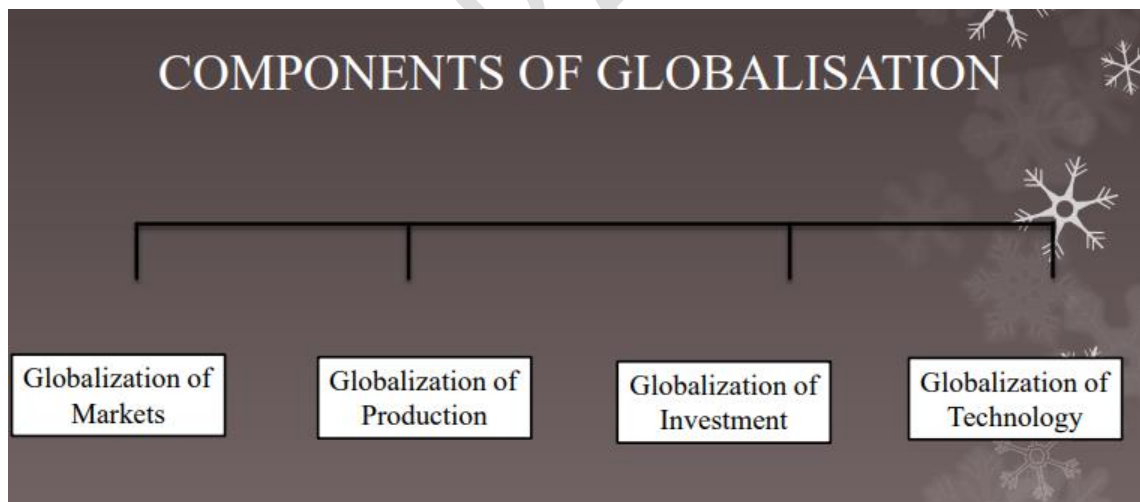 COMPONENTS OF GLOBALISATION
Globalization of
Markets
Globalization of
Production
Globalization of
Investment
Globalization of
Technology